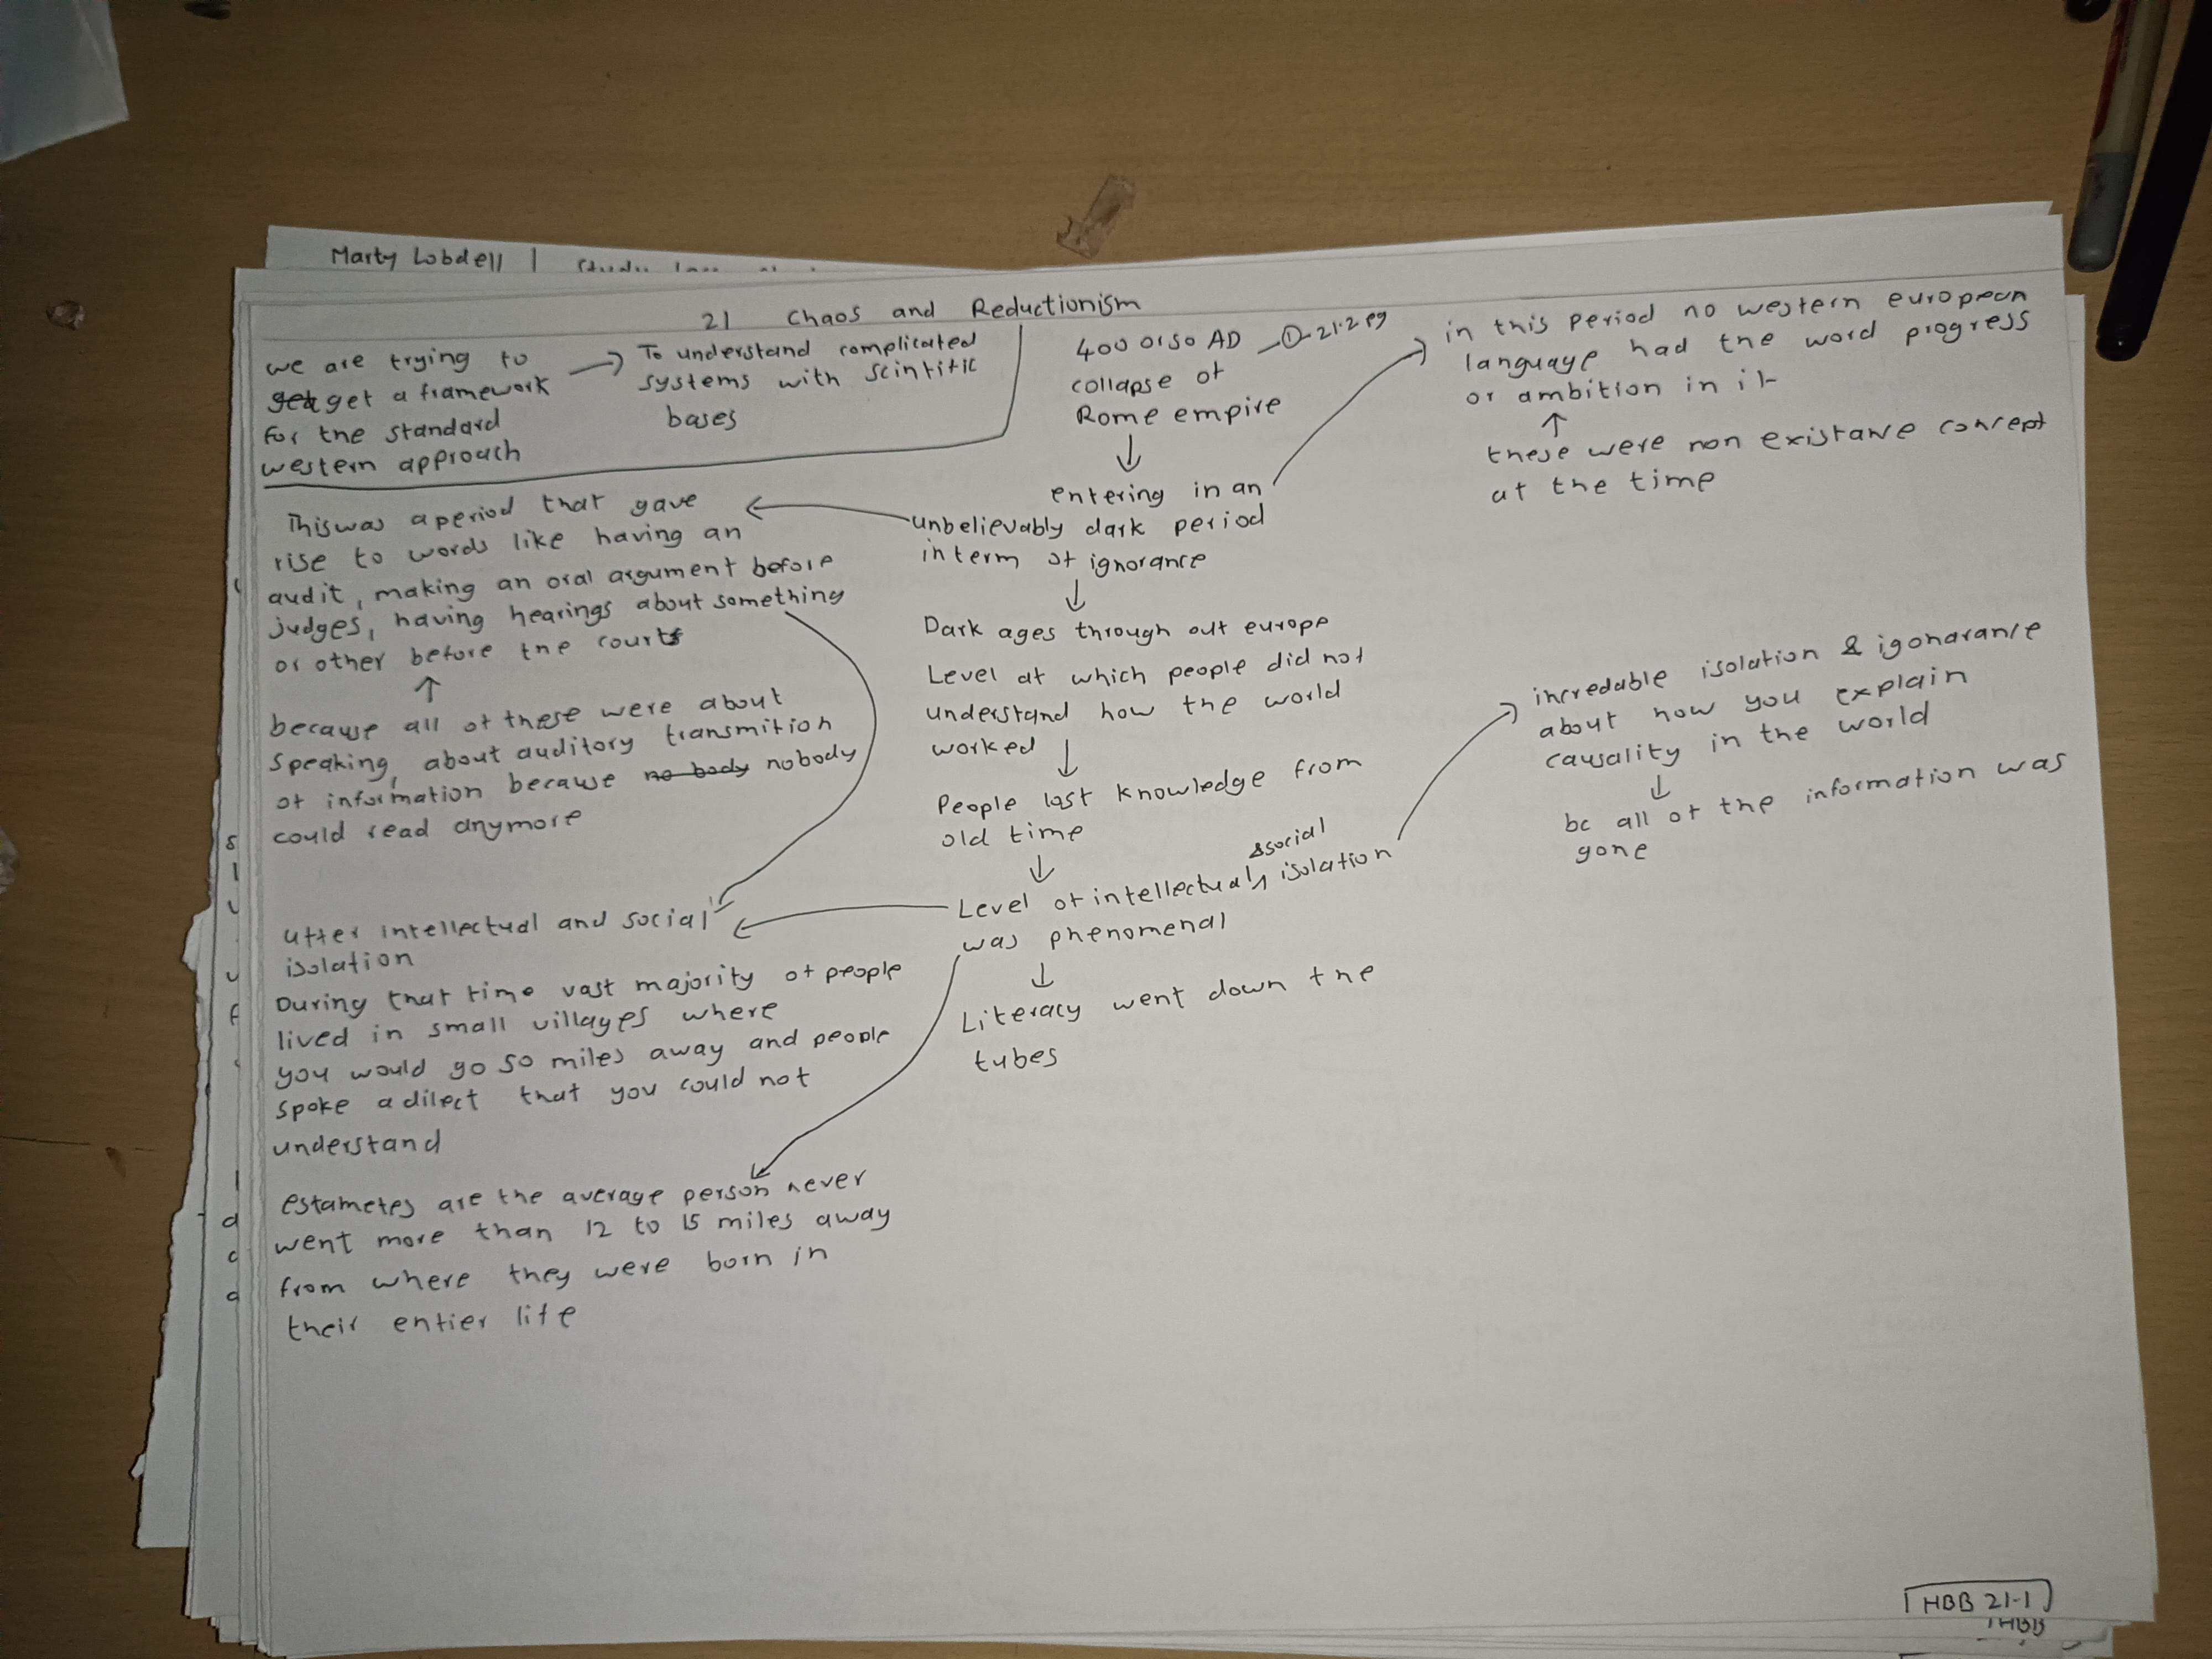 Marty Lobdell |
21 Chaos and Reductionism
we are trying to
get a framework
for the standard
western approach
To understand complicated
systems with scintific
bases
400 or so AD
collapse of
Rome empire
① 21.2 pg
entering in an
unbelievably dark period
interm of ignorance
Dark ages through out europe
Level at which people did not
understand how the world
worked
People lost knowledge from
old time
Level of intellectual & social isolation
was phenomenal
Literacy went down the
tubes
in this period no western european
language had the word progress
or ambition in it
these were non existance concept
at the time
incredable isolation & igonarance
about how you explain
causality in the world
bc all of the information was
gone
This was a period that gave
rise to words like having an
audit, making an oral argument before
judges, having hearings about something
or other before the courts
because all of these were about
speaking, about auditory transmition
of information because no body nobody
could read anymore
utter intellectual and social
isolation
During that time vast majority of people
lived in small villages where
you would go 50 miles away and people
spoke a dilect that you could not
understand
estametes are the average person never
went more than 12 to 15 miles away
from where they were born in
their entier life
HBB 21-1
HBB